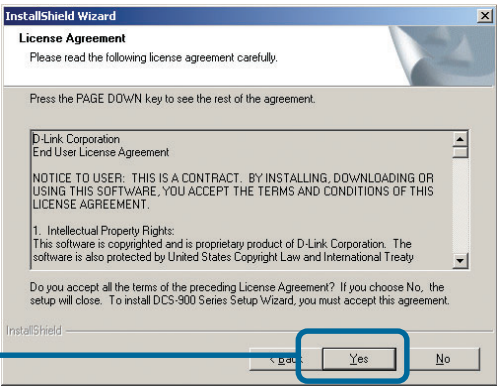 InstallShield Wizard
License Agreement
Please read the following license agreement carefully.
Press the PAGE DOWN key to see the rest of the agreement.
D-Link Corporation
End User License Agreement
NOTICE TO USER: THIS IS A CONTRACT. BY INSTALLING, DOWNLOADING OR
USING THIS SOFTWARE, YOU ACCEPT THE TERMS AND CONDITIONS OF THIS
LICENSE AGREEMENT.
1. Intellectual Property Rights:
This software is copyrighted and is proprietary product of D-Link Corporation. The
software is also protected by United States Copyright Law and International Treaty
Do you accept all the terms of the preceding License Agreement? If you choose No, the
setup will close. To install DCS-900 Series Setup Wizard, you must accept this agreement.
InstallShield
< Back Yes No